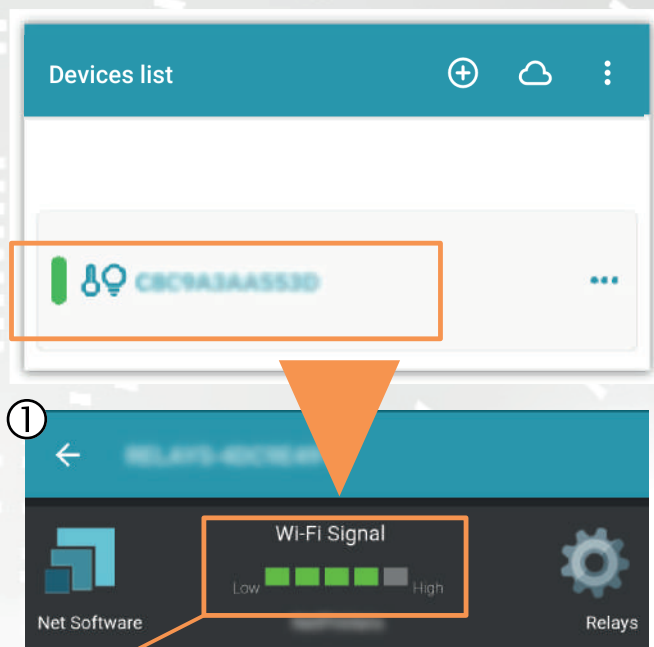 Devices list
①
Wi-Fi Signal
Low High
Net Software
Relays